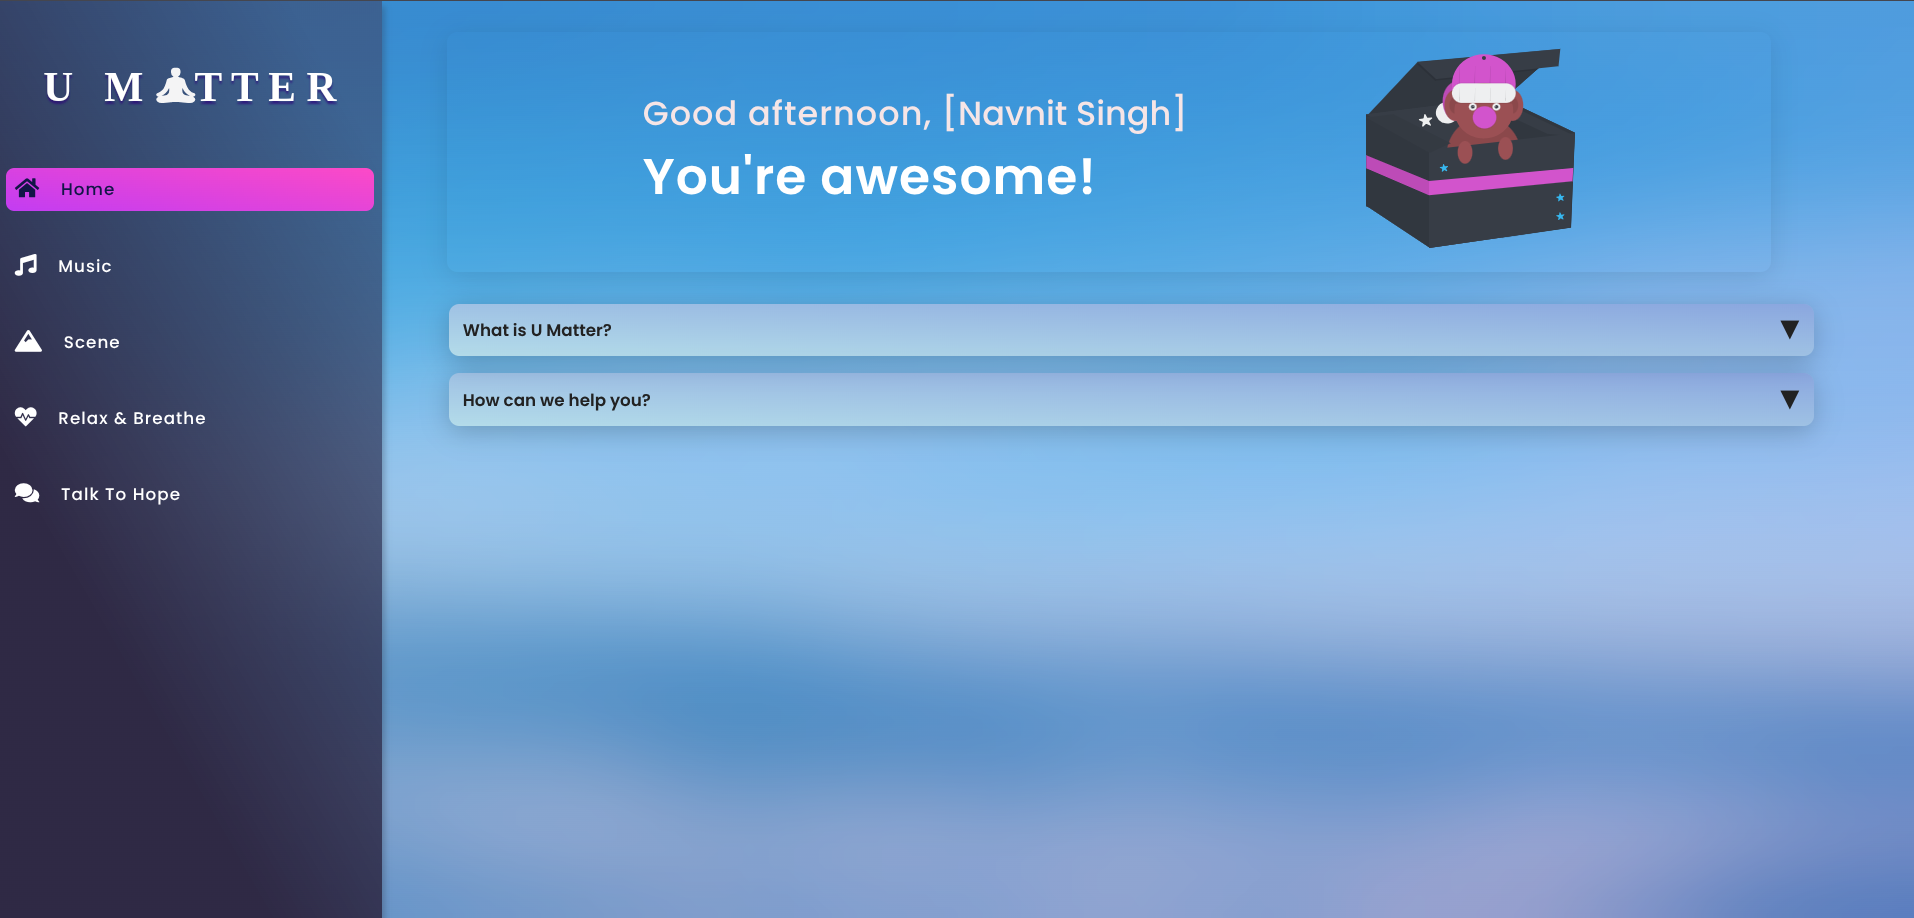 U M TTER
Home
Music
Scene
Relax & Breathe
Talk To Hope
Good afternoon, [Navnit Singh]
You're awesome!
What is U Matter?
How can we help you?